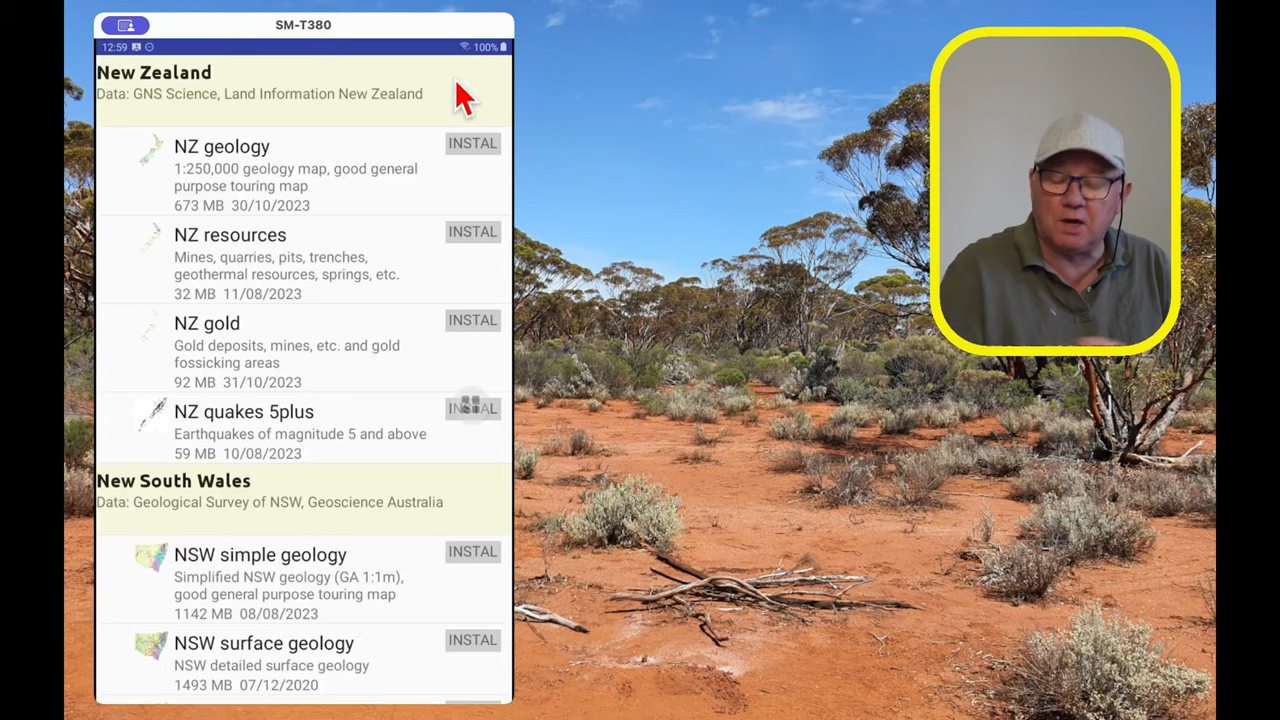 SM-T380
12:59
100%
New Zealand
Data: GNS Science, Land Information New Zealand
NZ geology
INSTAL
1:250,000 geology map, good general
purpose touring map
673 MB 30/10/2023
NZ resources
INSTAL
Mines, quarries, pits, trenches,
geothermal resources, springs, etc.
32 MB 11/08/2023
NZ gold
INSTAL
Gold deposits, mines, etc. and gold
fossicking areas
92 MB 31/10/2023
NZ quakes 5plus
INSTAL
Earthquakes of magnitude 5 and above
59 MB 10/08/2023
New South Wales
Data: Geological Survey of NSW, Geoscience Australia
NSW simple geology
INSTAL
Simplified NSW geology (GA 1:1m),
good general purpose touring map
1142 MB 08/08/2023
NSW surface geology
INSTAL
NSW detailed surface geology
1493 MB 07/12/2020